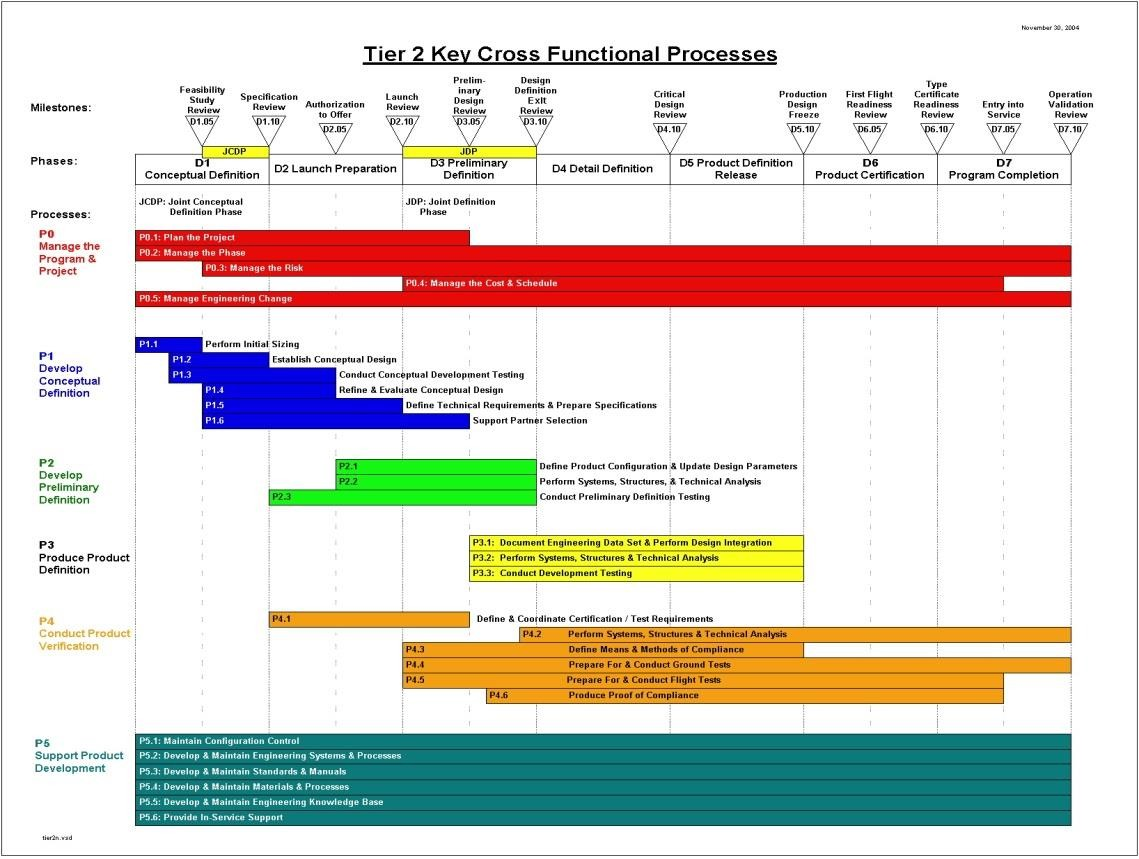 November 30, 2004
Tier 2 Key Cross Functional Processes
Milestones:
Feasibility
Study
Review
D1.05
Specification
Review
D1.10
Authorization
to Offer
D2.05
Launch
Review
D2.10
Prelim-
inary
Design
Review
D3.05
Design
Definition
Exit
Review
D3.10
Critical
Design
Review
D4.10
Production
Design
Freeze
D5.10
First Flight
Readiness
Review
D6.05
Type
Certificate
Readiness
Review
D6.10
Entry into
Service
D7.05
Operation
Validation
Review
D7.10
JCDP
JDP
Phases:
D1
Conceptual Definition
D2 Launch Preparation
D3 Preliminary
Definition
D4 Detail Definition
D5 Product Definition
Release
D6
Product Certification
D7
Program Completion
Processes:
JCDP: Joint Conceptual
Definition Phase
JDP: Joint Definition
Phase
P0
Manage the
Program &
Project
P0.1: Plan the Project
P0.2: Manage the Phase
P0.3: Manage the Risk
P0.4: Manage the Cost & Schedule
P0.5: Manage Engineering Change
P1
Develop
Conceptual
Definition
P1.1 Perform Initial Sizing
P1.2 Establish Conceptual Design
P1.3 Conduct Conceptual Development Testing
P1.4 Refine & Evaluate Conceptual Design
P1.5 Define Technical Requirements & Prepare Specifications
P1.6 Support Partner Selection
P2
Develop
Preliminary
Definition
P2.1 Define Product Configuration & Update Design Parameters
P2.2 Perform Systems, Structures, & Technical Analysis
P2.3 Conduct Preliminary Definition Testing
P3
Produce Product
Definition
P3.1: Document Engineering Data Set & Perform Design Integration
P3.2: Perform Systems, Structures & Technical Analysis
P3.3: Conduct Development Testing
P4
Conduct Product
Verification
P4.1 Define & Coordinate Certification / Test Requirements
P4.2 Perform Systems, Structures & Technical Analysis
P4.3 Define Means & Methods of Compliance
P4.4 Prepare For & Conduct Ground Tests
P4.5 Prepare For & Conduct Flight Tests
P4.6 Produce Proof of Compliance
P5
Support Product
Development
P5.1: Maintain Configuration Control
P5.2: Develop & Maintain Engineering Systems & Processes
P5.3: Develop & Maintain Standards & Manuals
P5.4: Develop & Maintain Materials & Processes
P5.5: Develop & Maintain Engineering Knowledge Base
P5.6: Provide In-Service Support
tier2n.vsd